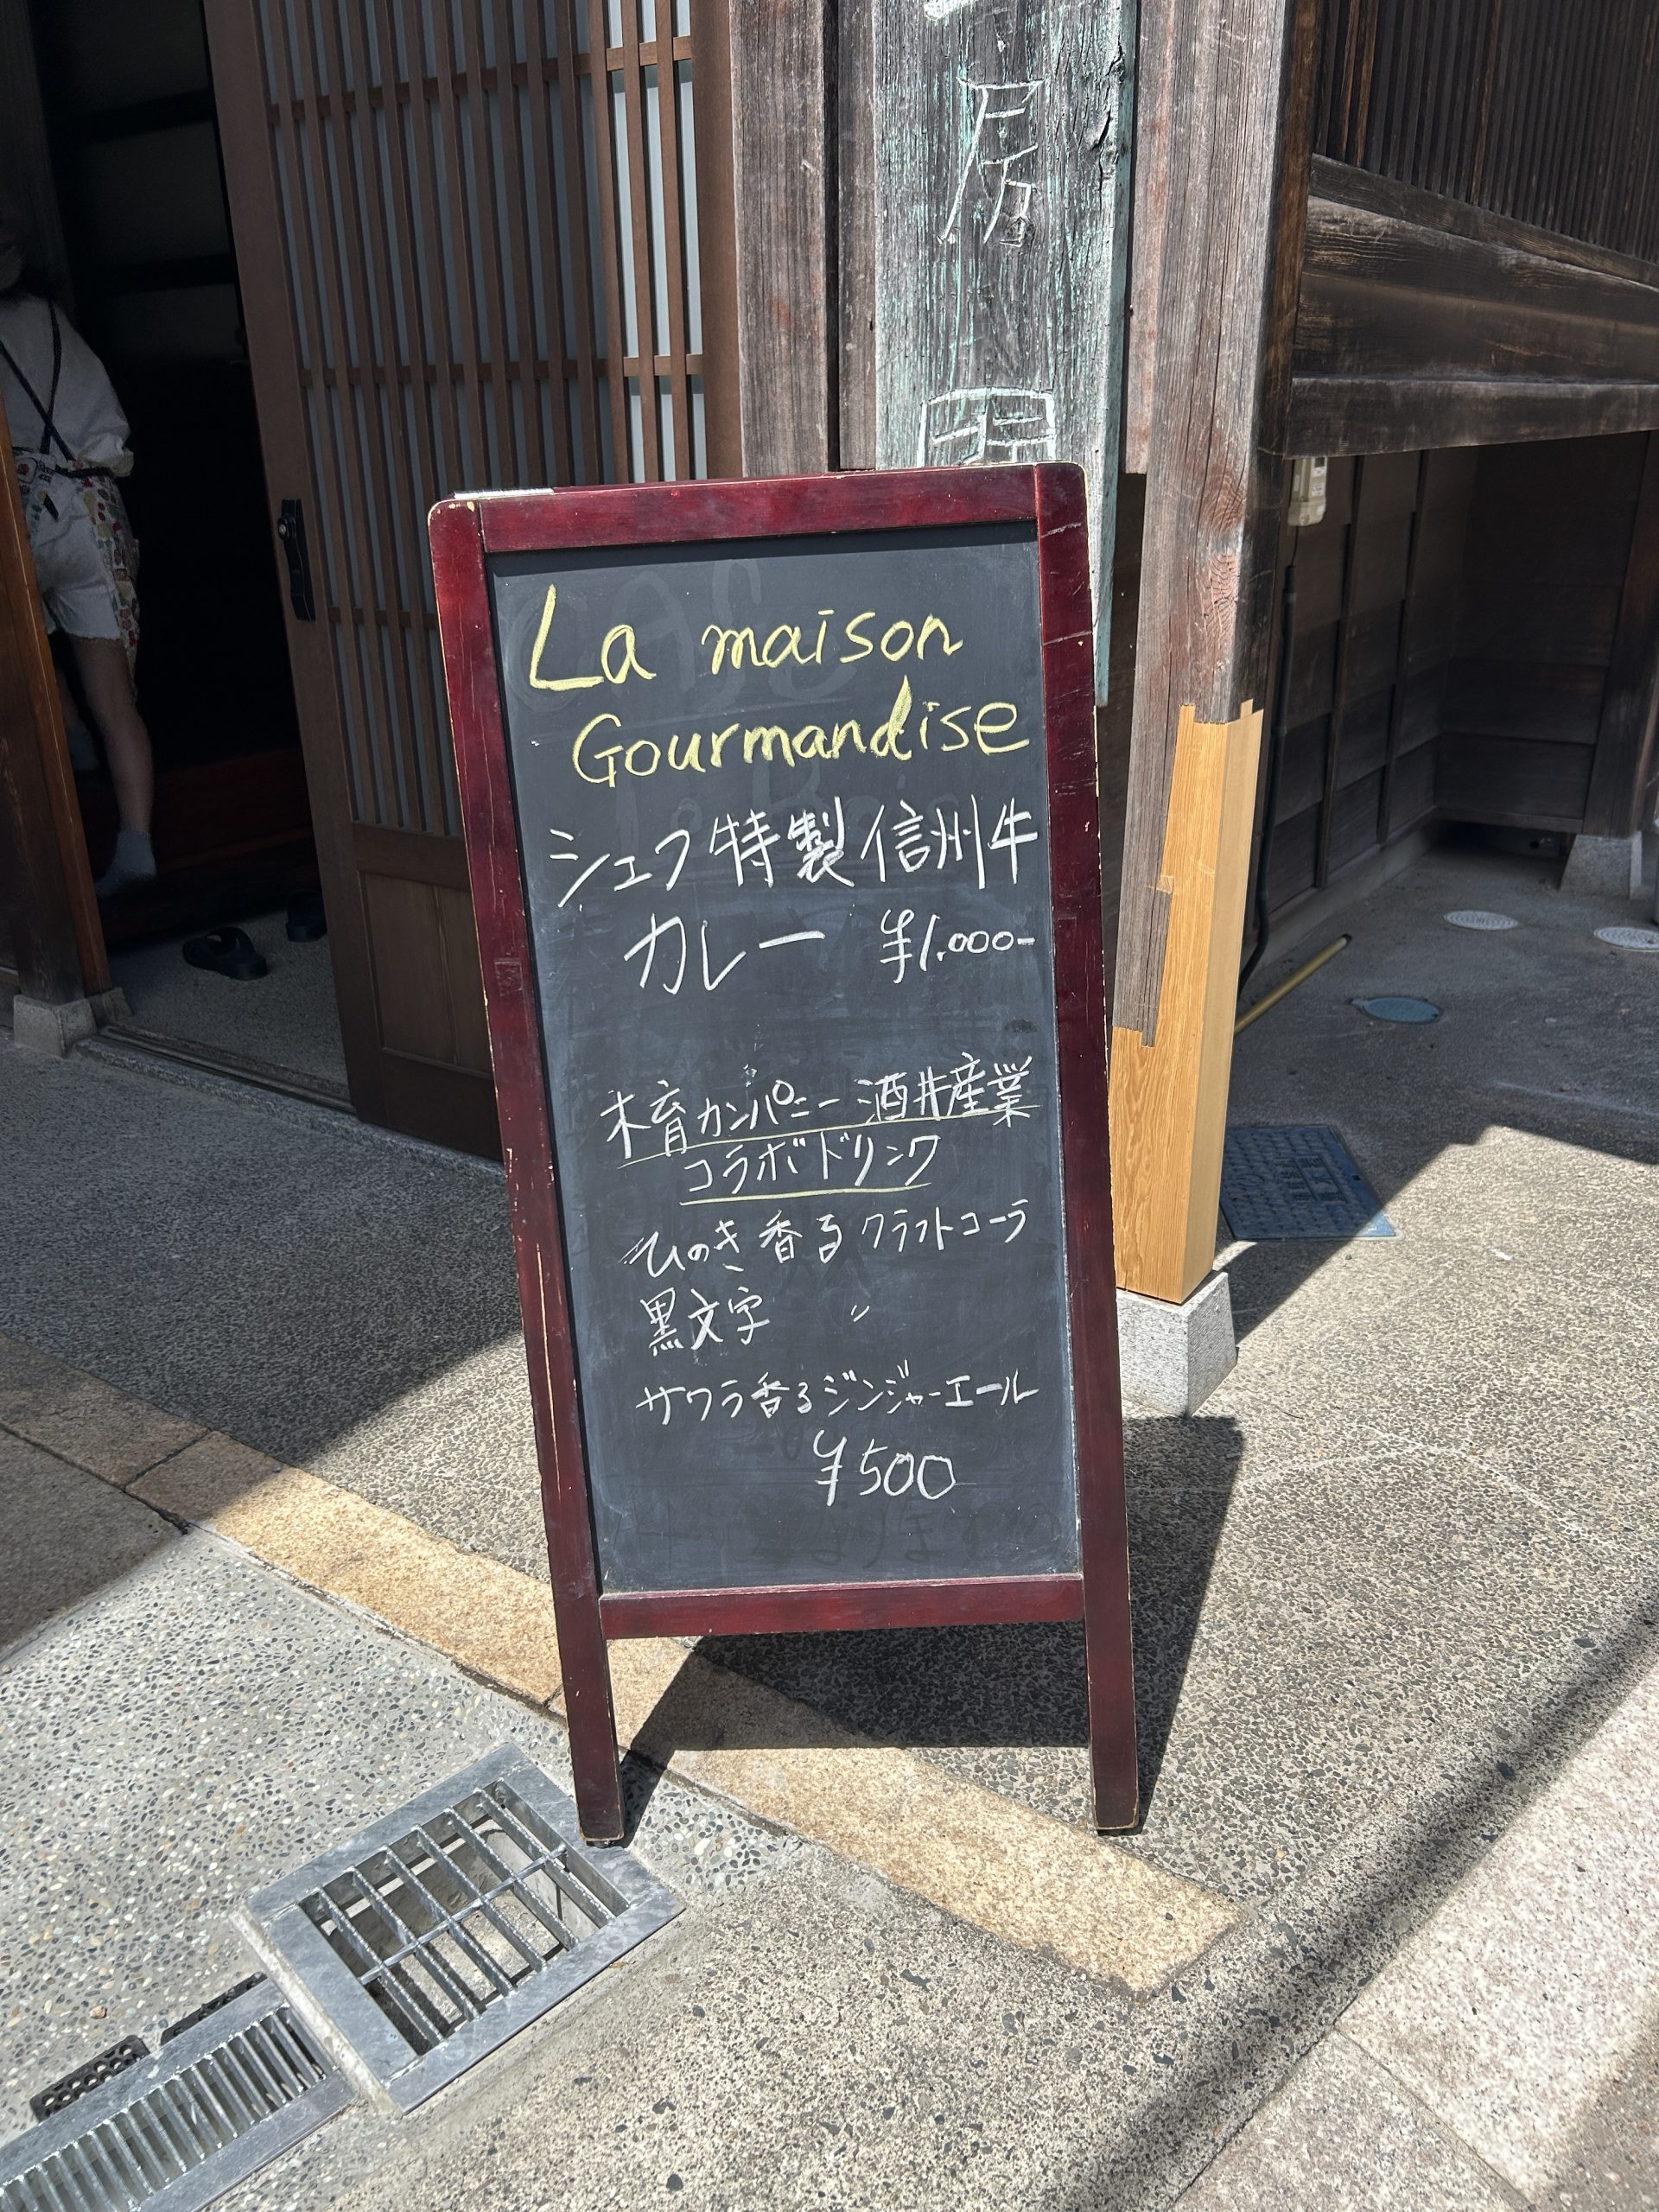 房
La maison
Gourmandise
シェフ特製信州牛
カレー ¥1,000-
木育カンパニー 酒井産業
コラボドリンク
ひのき香るクラフトコーラ
黒文字 〃
サワラ香るジンジャーエール
¥500